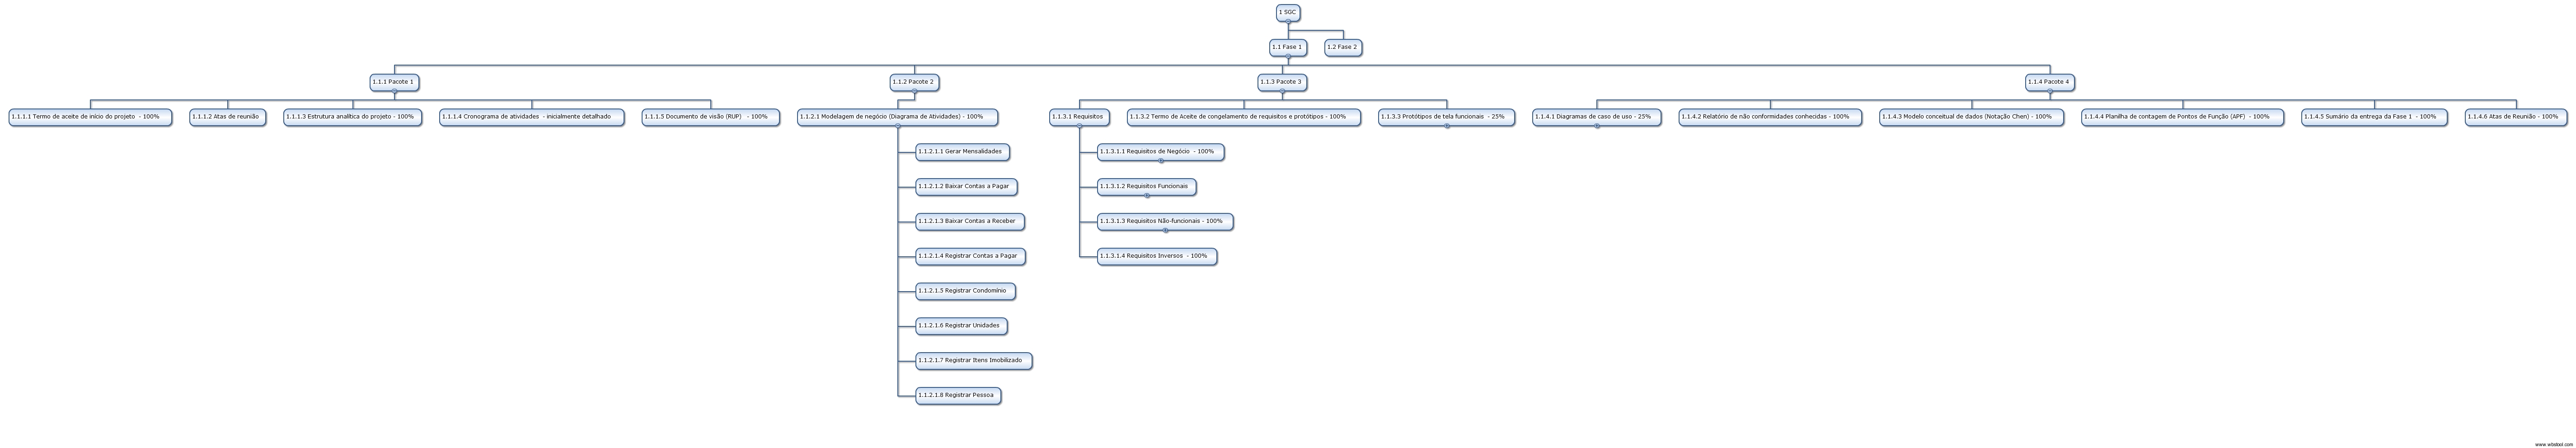 1 SGC
1.1 Fase 1
1.2 Fase 2
1.1.1 Pacote 1
1.1.2 Pacote 2
1.1.3 Pacote 3
1.1.4 Pacote 4
1.1.1.1 Termo de aceite de início do projeto - 100%
1.1.1.2 Atas de reunião
1.1.1.3 Estrutura analítica do projeto - 100%
1.1.1.4 Cronograma de atividades - inicialmente detalhado
1.1.1.5 Documento de visão (RUP) - 100%
1.1.2.1 Modelagem de negócio (Diagrama de Atividades) - 100%
1.1.3.1 Requisitos
1.1.3.2 Termo de Aceite de congelamento de requisitos e protótipos - 100%
1.1.3.3 Protótipos de tela funcionais - 25%
1.1.4.1 Diagramas de caso de uso - 25%
1.1.4.2 Relatório de não conformidades conhecidas - 100%
1.1.4.3 Modelo conceitual de dados (Notação Chen) - 100%
1.1.4.4 Planilha de contagem de Pontos de Função (APF) - 100%
1.1.4.5 Sumário da entrega da Fase 1 - 100%
1.1.4.6 Atas de Reunião - 100%
1.1.2.1.1 Gerar Mensalidades
1.1.2.1.2 Baixar Contas a Pagar
1.1.2.1.3 Baixar Contas a Receber
1.1.2.1.4 Registrar Contas a Pagar
1.1.2.1.5 Registrar Condomínio
1.1.2.1.6 Registrar Unidades
1.1.2.1.7 Registrar Itens Imobilizado
1.1.2.1.8 Registrar Pessoa
1.1.3.1.1 Requisitos de Negócio - 100%
1.1.3.1.2 Requisitos Funcionais
1.1.3.1.3 Requisitos Não-funcionais - 100%
1.1.3.1.4 Requisitos Inversos - 100%
www.wbstool.com